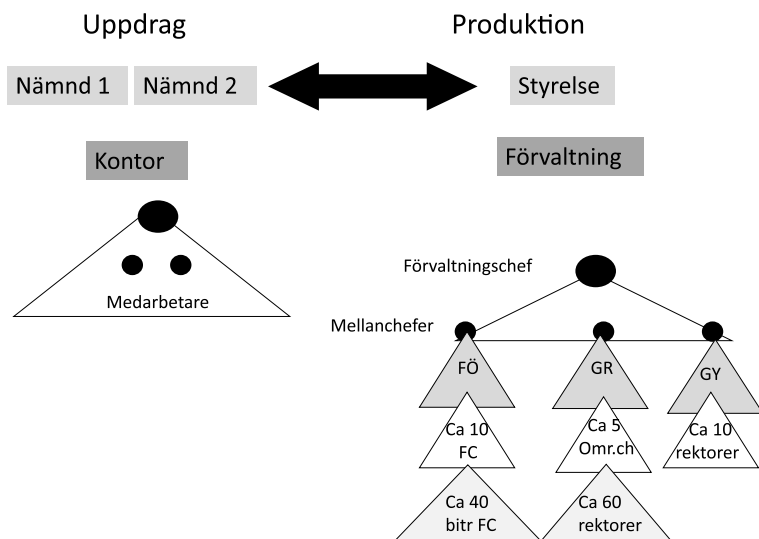 Uppdrag
Produktion
Nämnd 1
Nämnd 2
Styrelse
Kontor
Förvaltning
Medarbetare
Förvaltningschef
Mellanchefer
FÖ
GR
GY
Ca 10
FC
Ca 5
Omr.ch
Ca 10
rektorer
Ca 40
bitr FC
Ca 60
rektorer